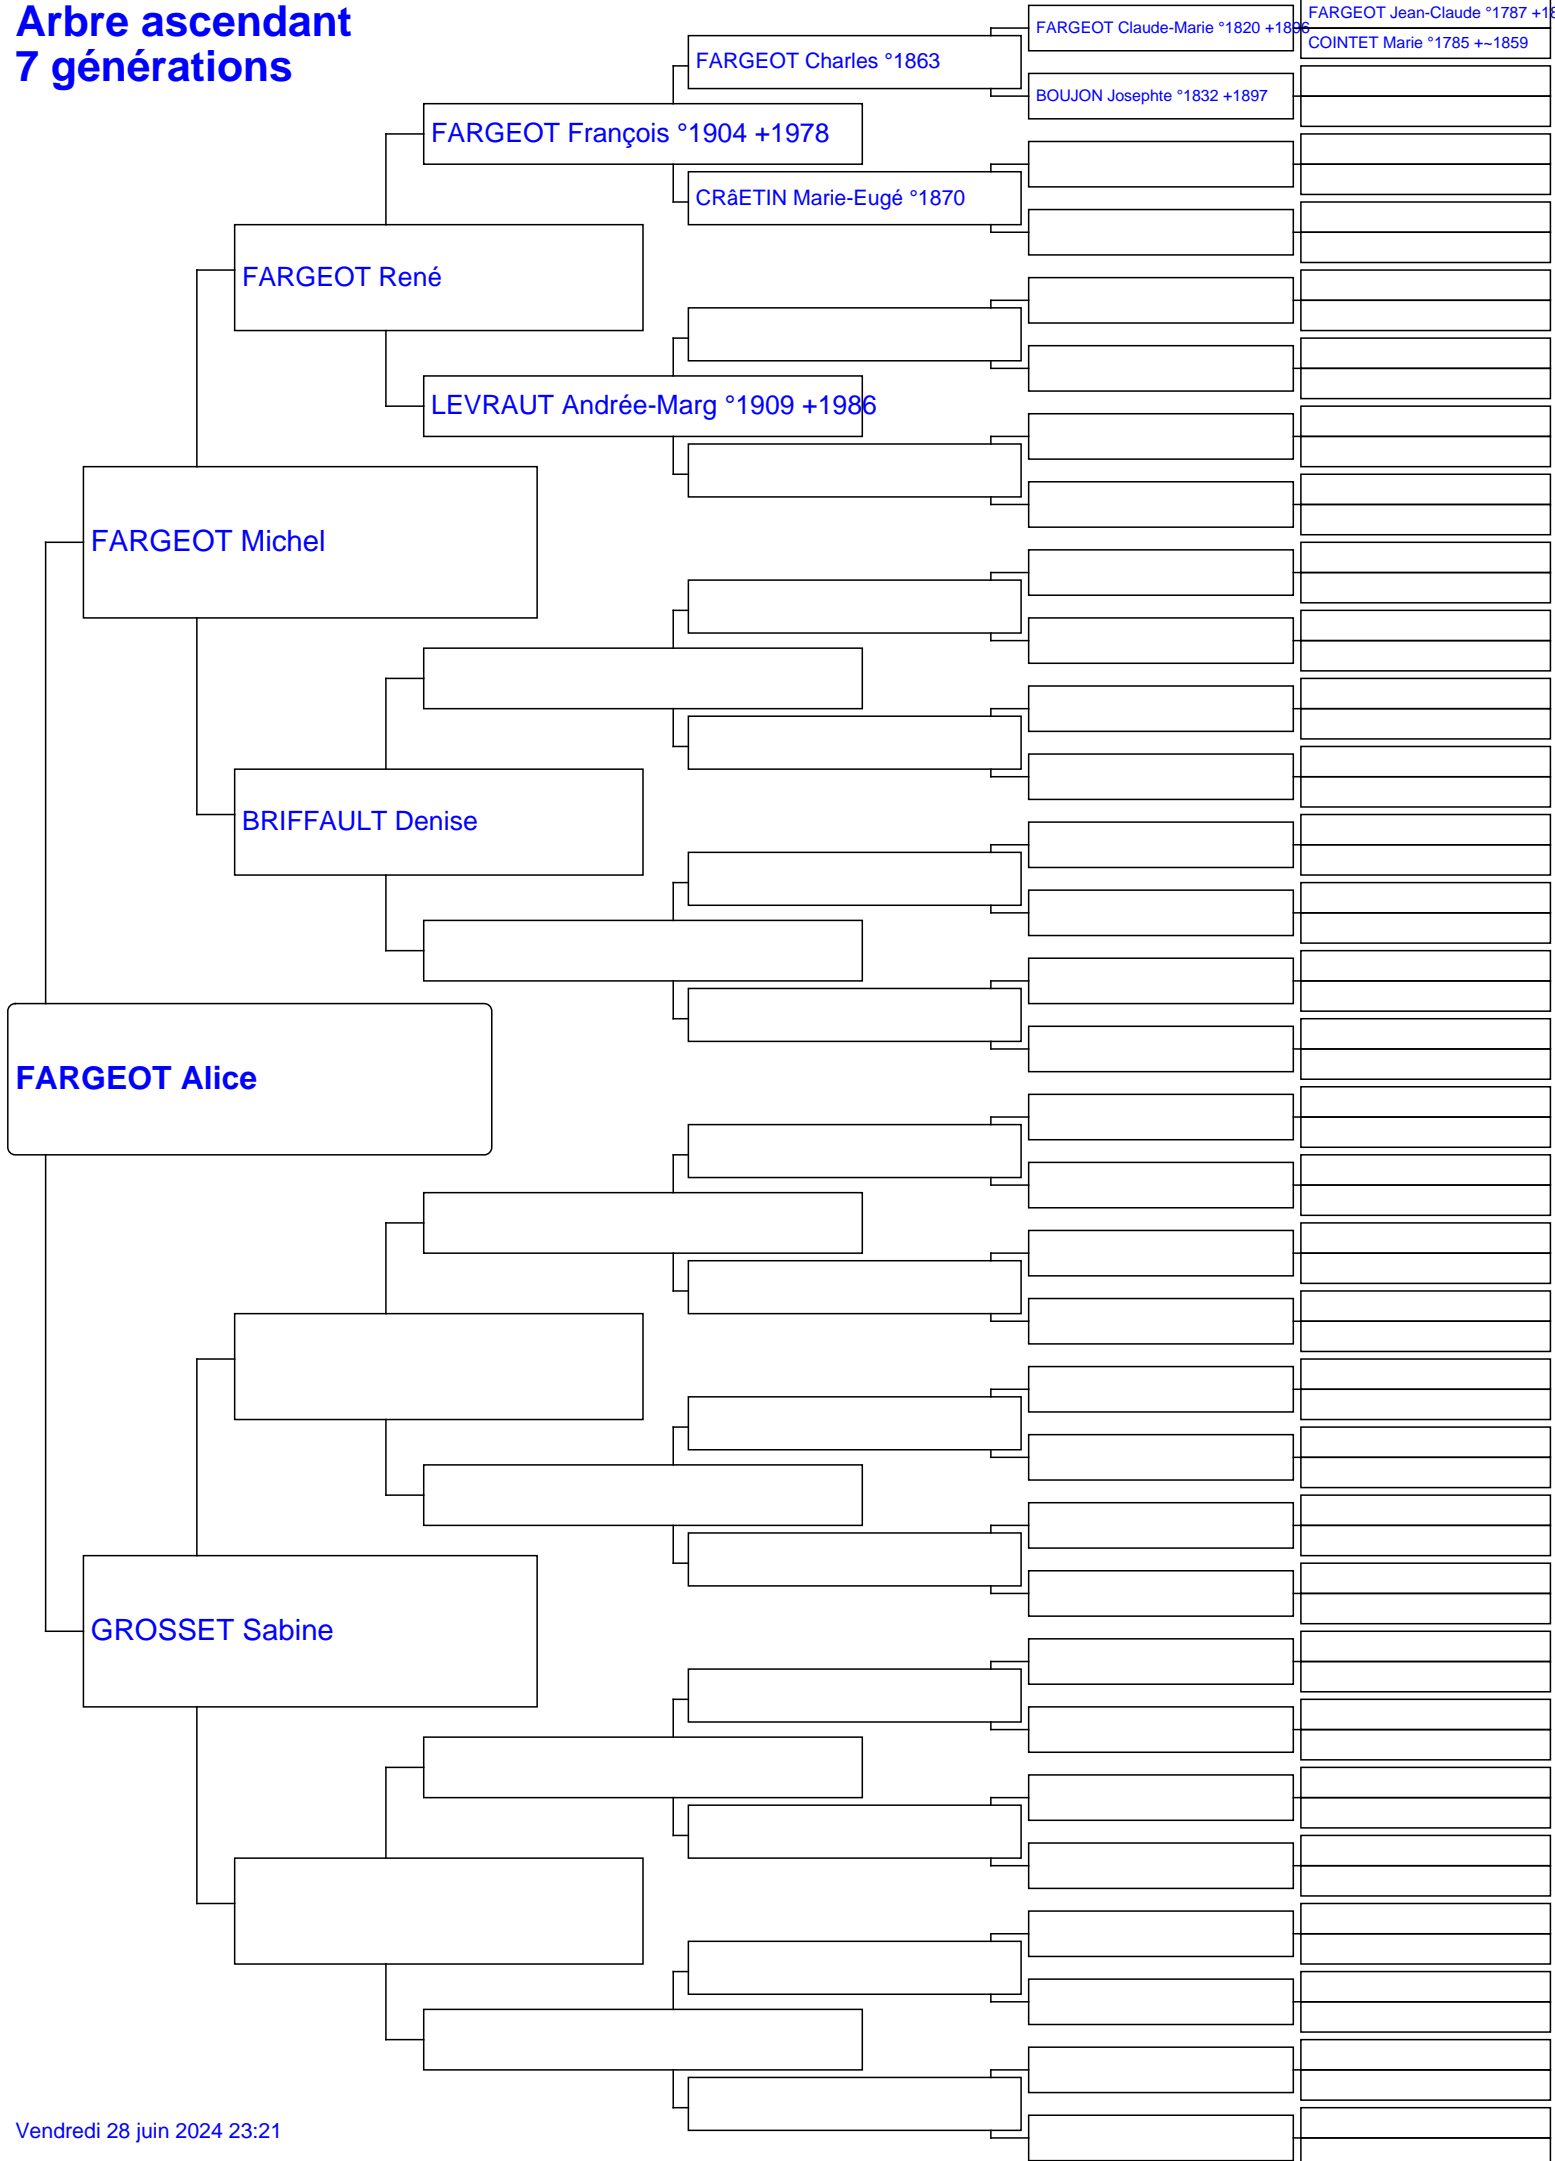 Arbre ascendant
7 générations
FARGEOT Jean-Claude °1787
COINTET Marie °1785 +~1859
FARGEOT Claude-Marie °1820 +1896
BOUJON Josephte °1832 +1897
FARGEOT Charles °1863
CRâETIN Marie-Eugé °1870
FARGEOT François °1904 +1978
LEVRAUT Andrée-Marg °1909 +1986
FARGEOT René
FARGEOT Michel
BRIFFAULT Denise
FARGEOT Alice
GROSSET Sabine
Vendredi 28 juin 2024 23:21